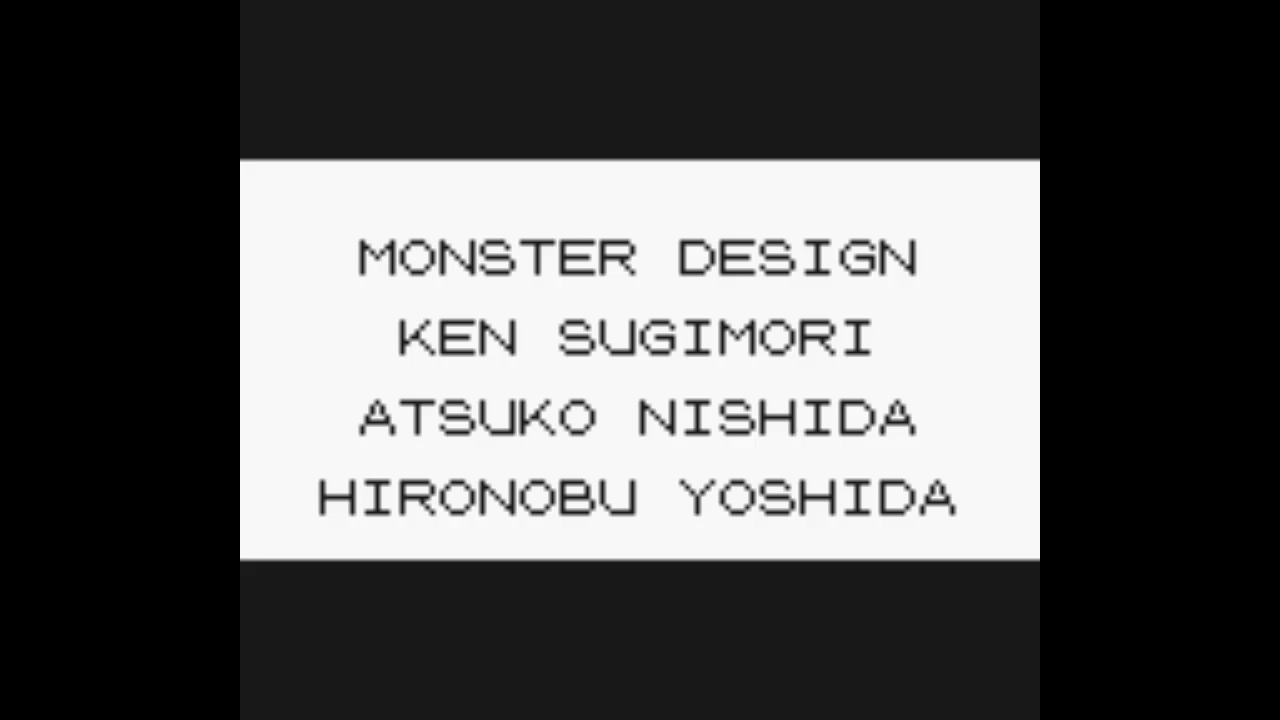 MONSTER DESIGN
KEN SUGIMORI
ATSUKO NISHIDA
HIRONOBU YOSHIDA